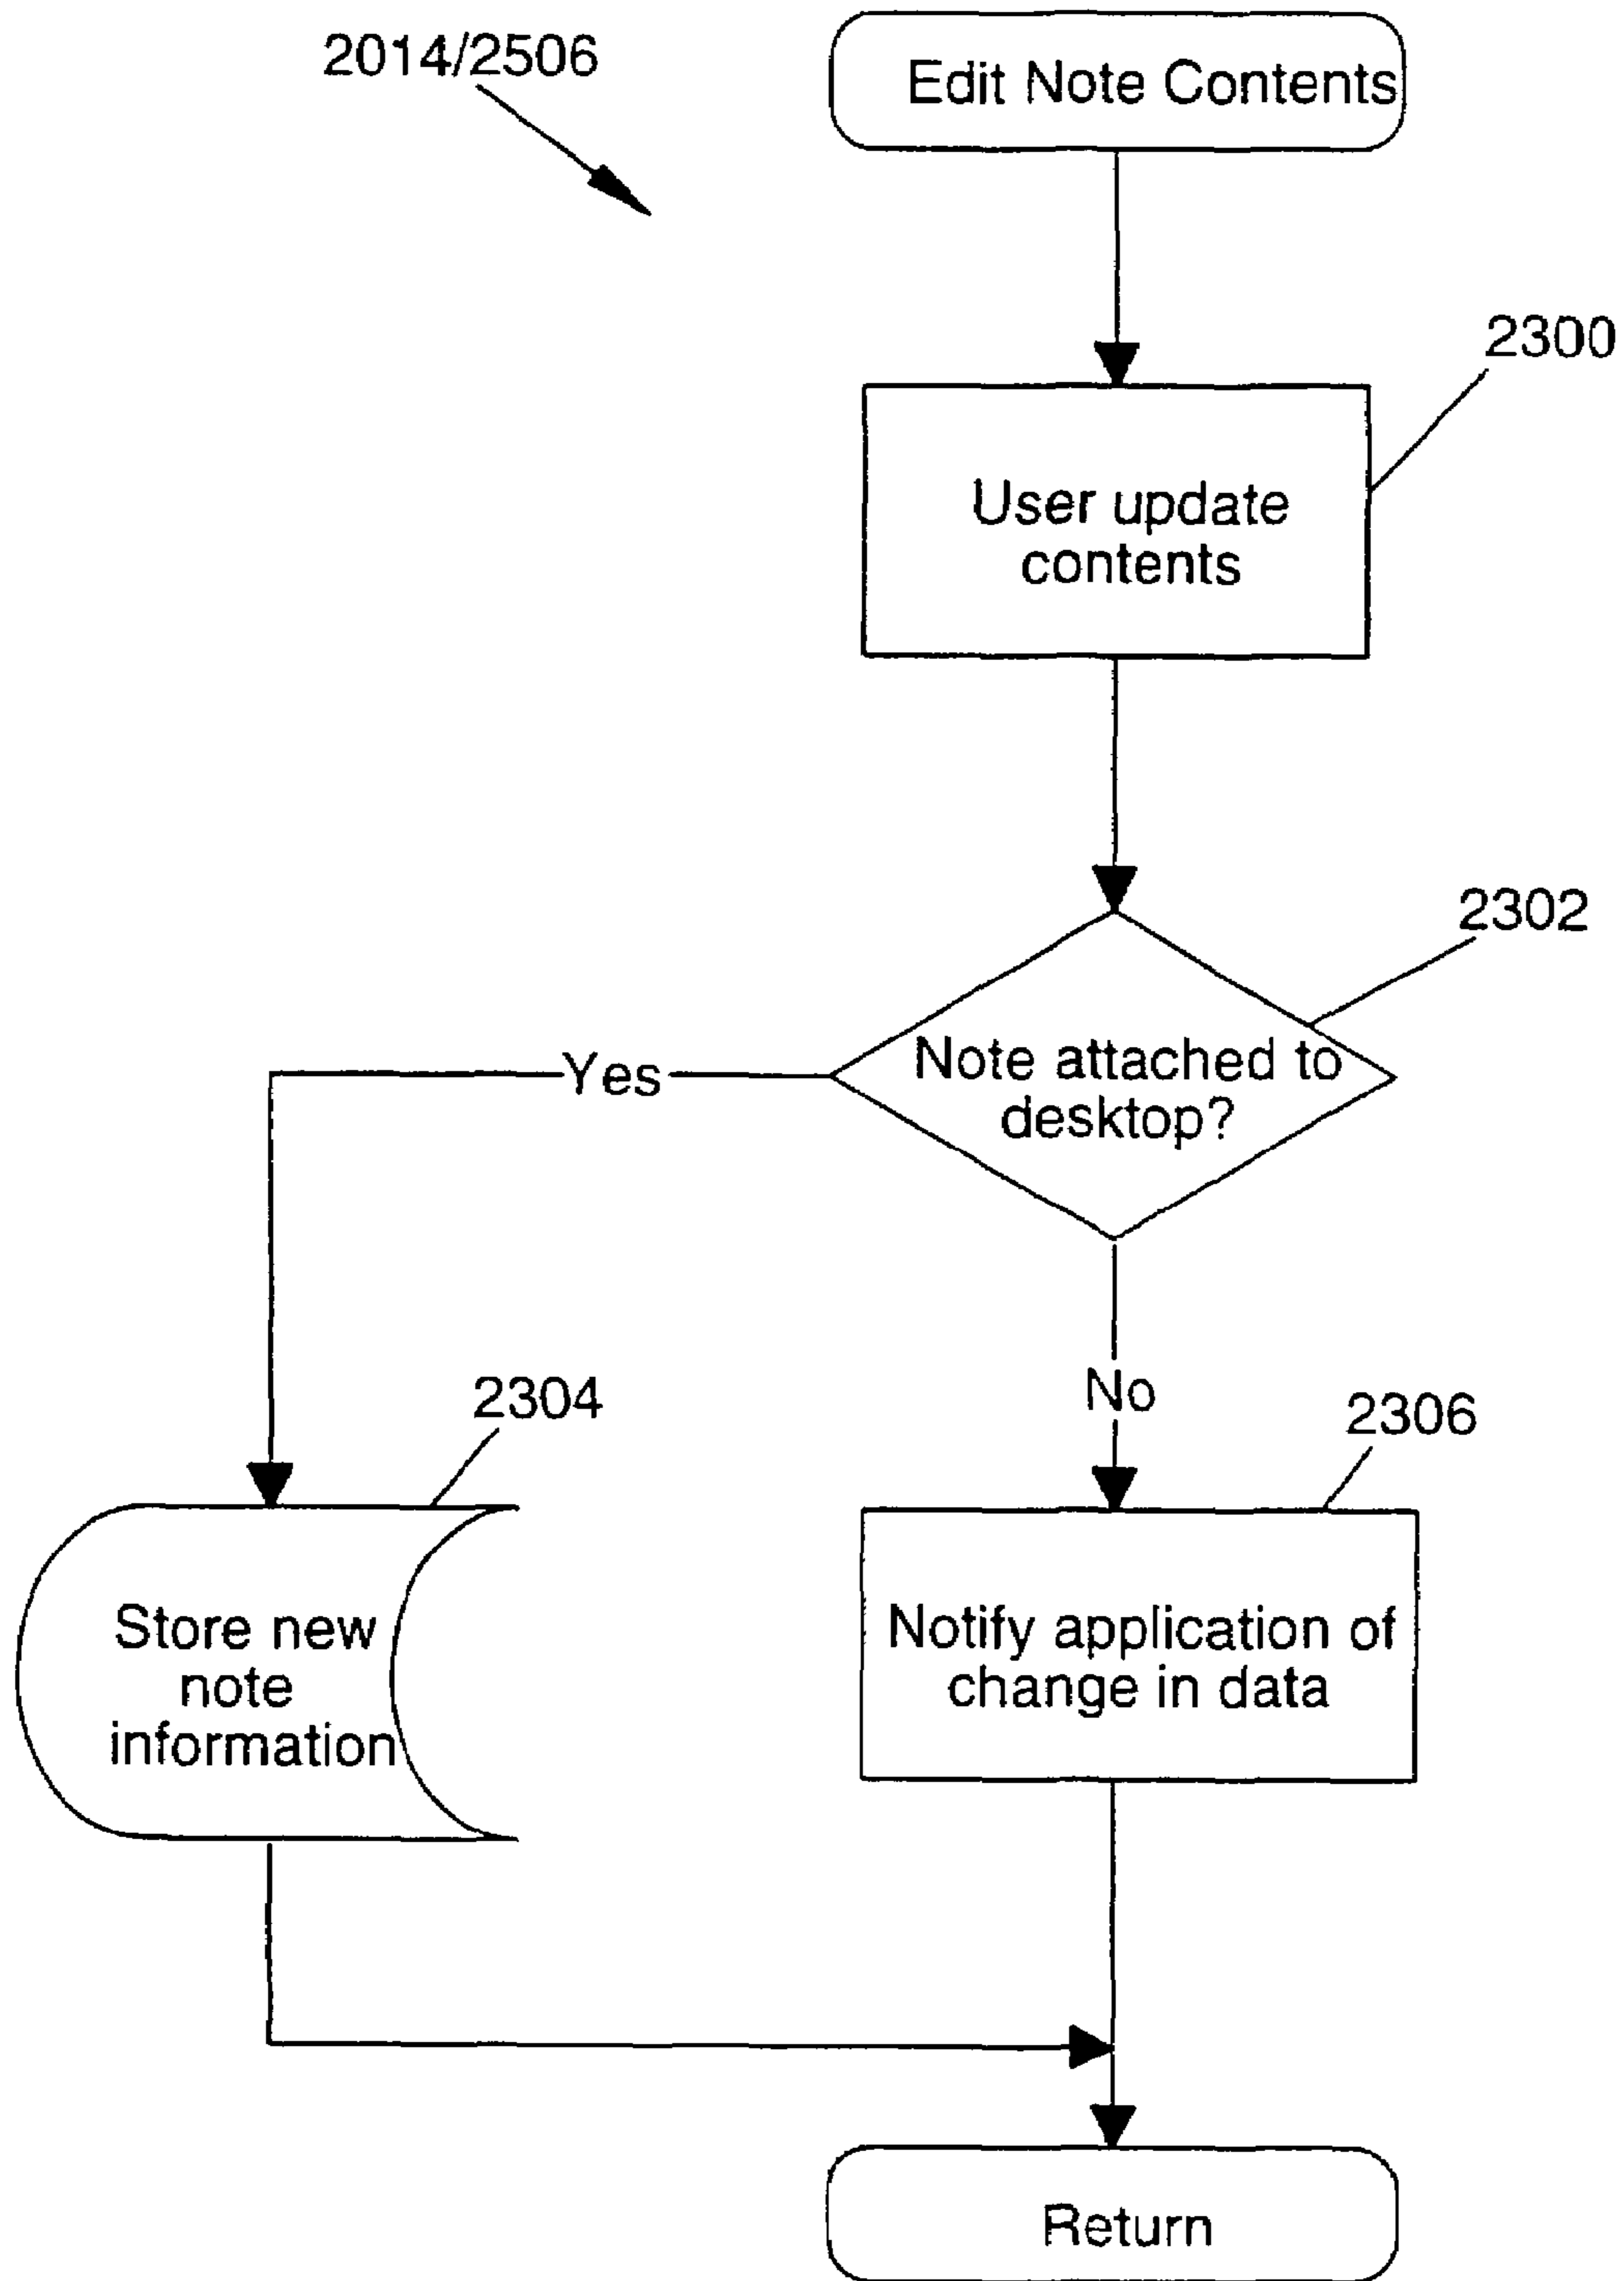 2014/2506
Edit Note Contents
2300
User update
contents
2302
Note attached to
desktop?
Yes
No
2304
2306
Store new
note
information
Notify application of
change in data
Return